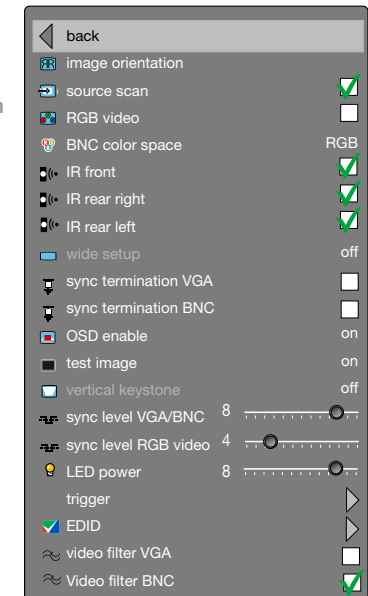 back
image orientation
source scan
RGB video
BNC color space RGB
IR front
IR rear right
IR rear left
wide setup off
sync termination VGA
sync termination BNC
OSD enable on
test image on
vertical keystone off
sync level VGA/BNC 8
sync level RGB video 4
LED power 8
trigger
EDID
video filter VGA
Video filter BNC